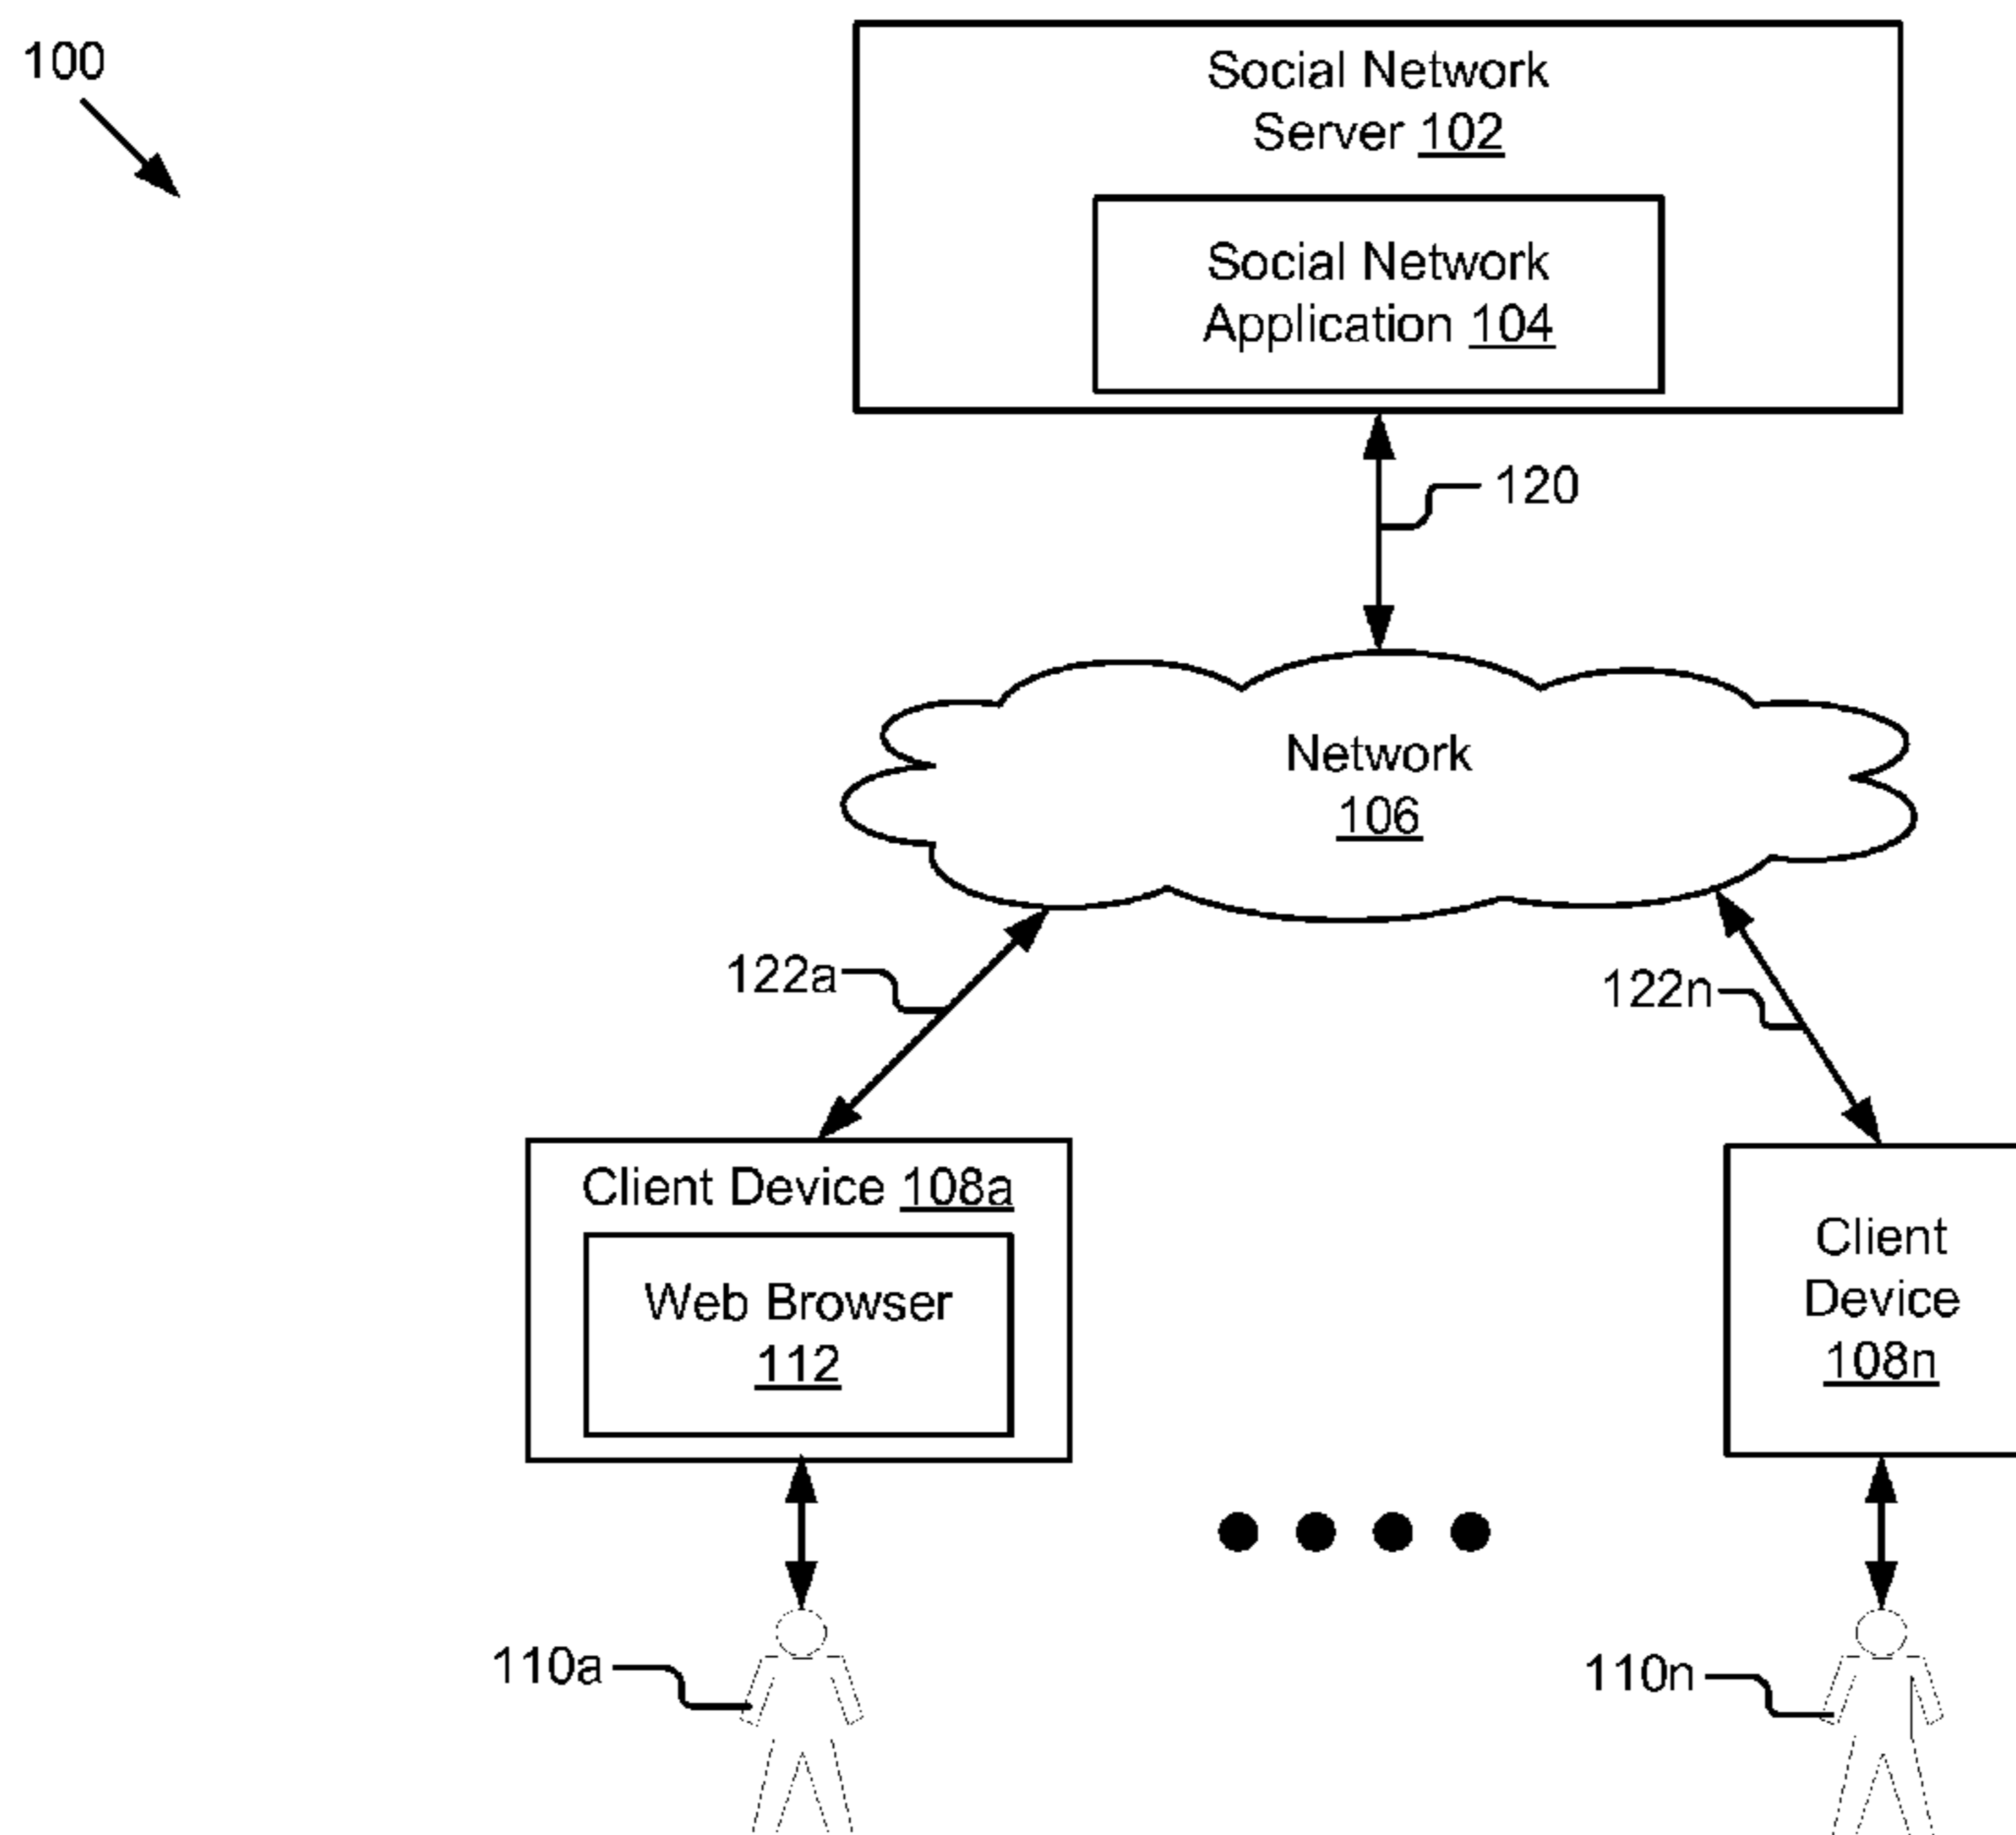 100
Social Network
Server 102
Social Network
Application 104
120
Network
106
122a
122n
Client Device 108a
Web Browser
112
Client
Device
108n
110a
110n